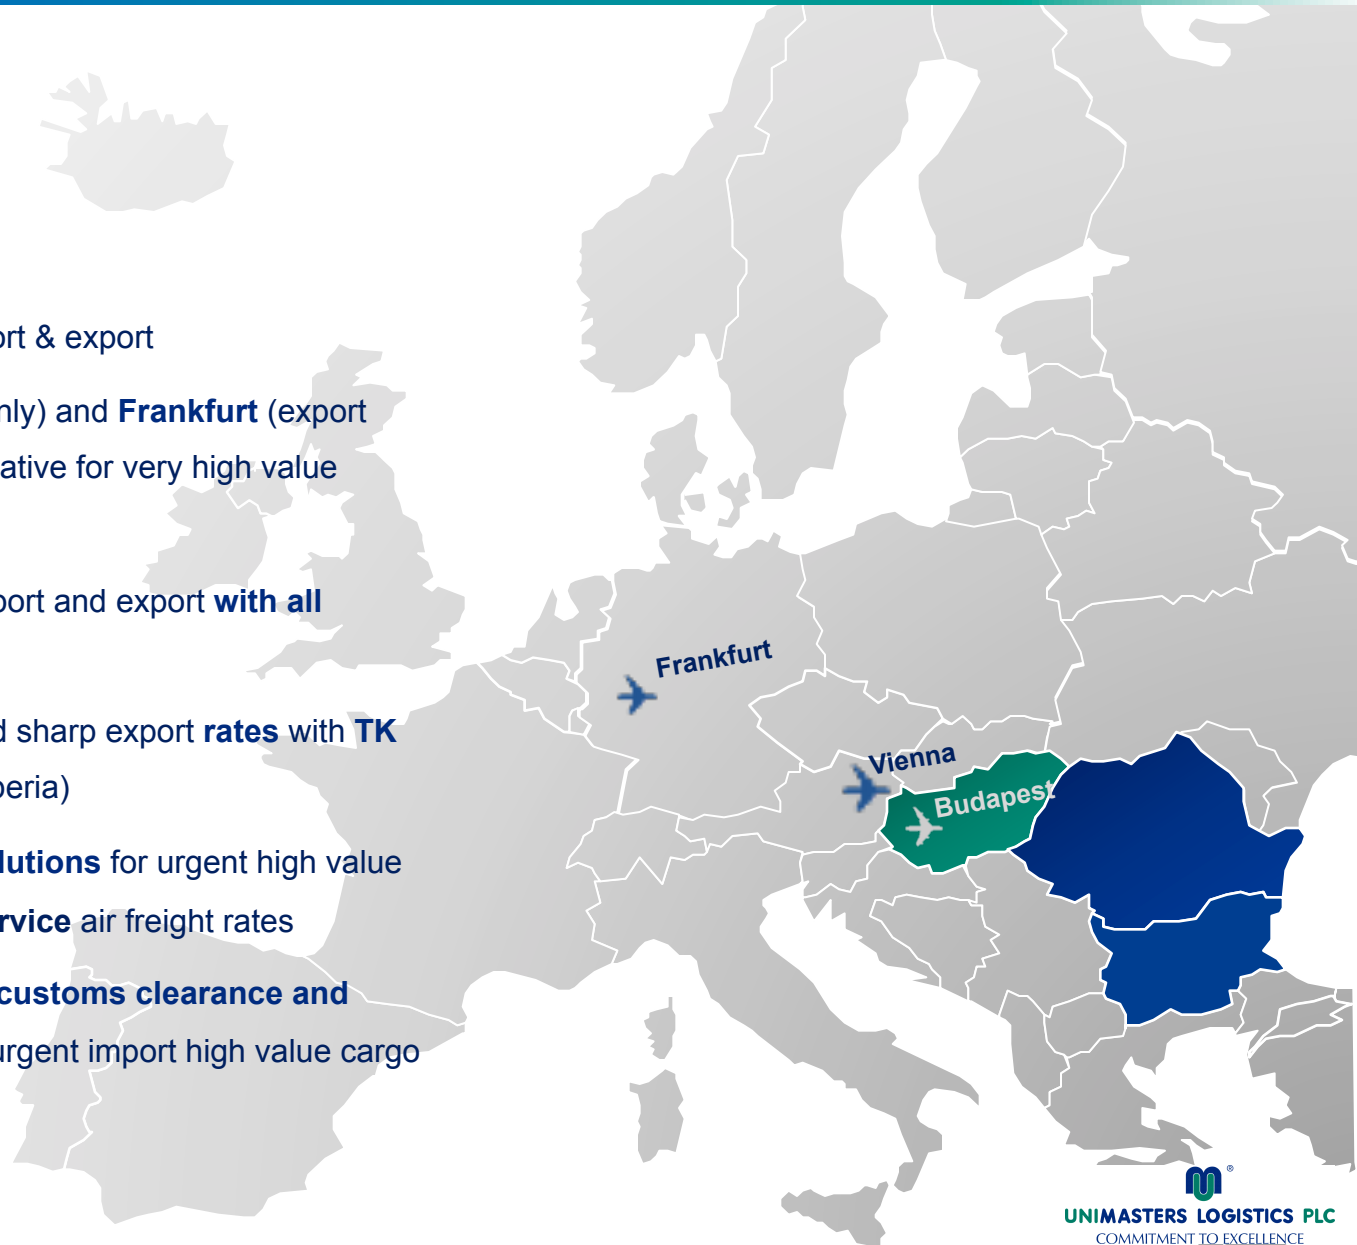 ort & export
nly) and Frankfurt (export
ative for very high value
port and export with all
d sharp export rates with TK
peria)
lutions for urgent high value
rvice air freight rates
customs clearance and
urgent import high value cargo
Frankfurt
Vienna
Budapest
UNIMASTERS LOGISTICS PLC
COMMITMENT TO EXCELLENCE